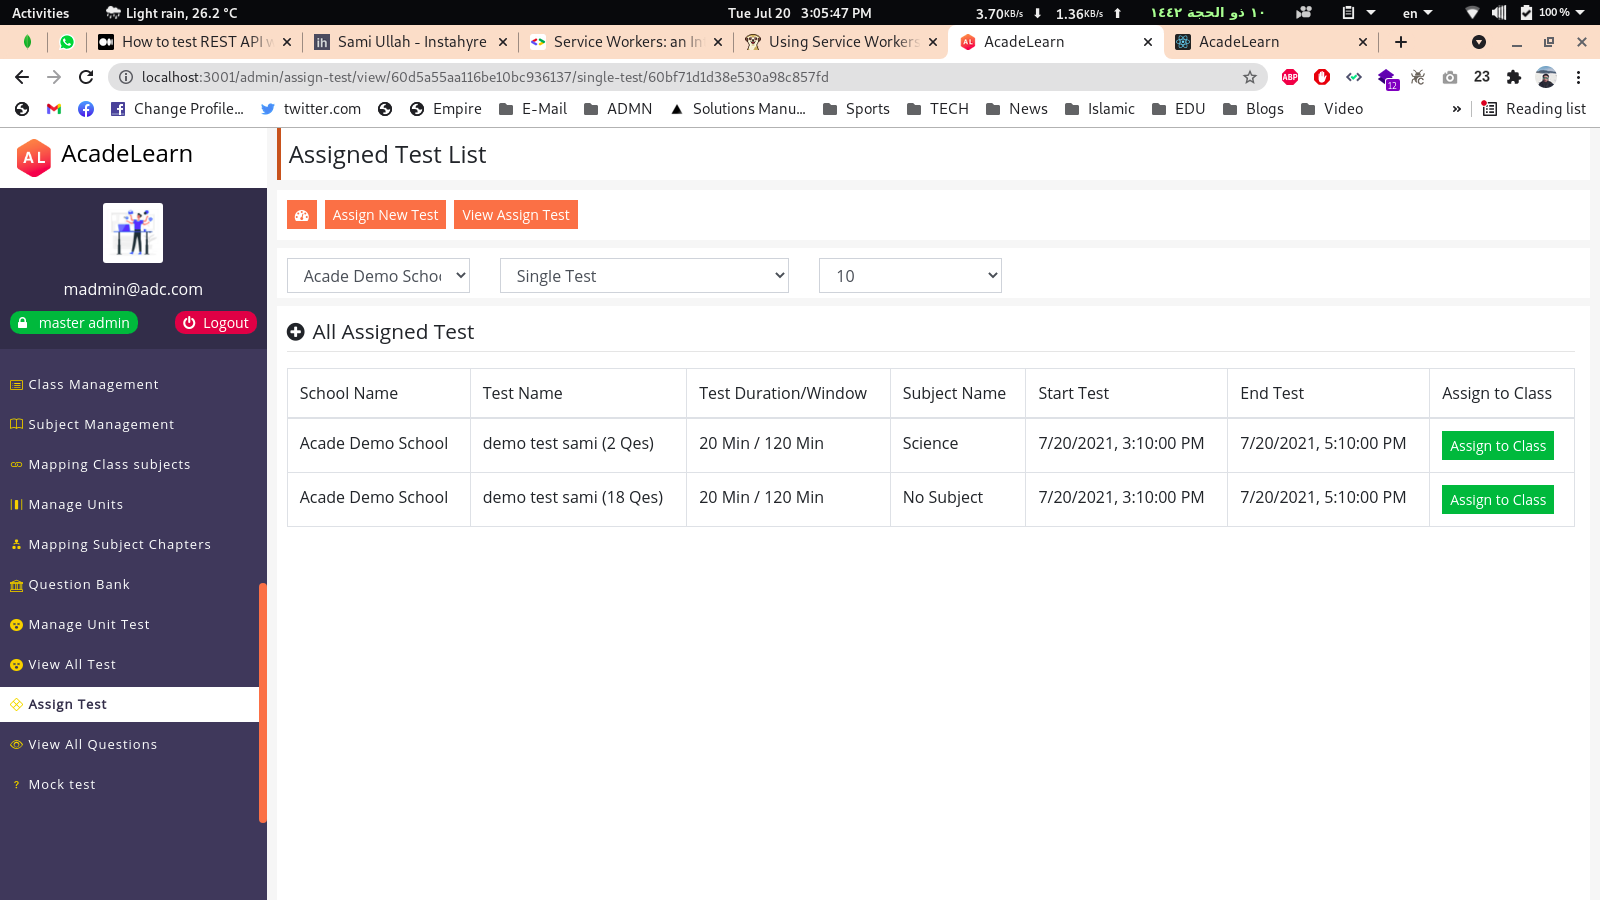 Activities Light rain, 26.2 °C Tue Jul 20 3:05:47 PM 3.70KB/s 1.36KB/s ١٠ ذو الحجة ١٤٤٢ en 100 %
How to test REST API Sami Ullah - Instahyre Service Workers: an In Using Service Workers AcadeLearn AcadeLearn
localhost:3001/admin/assign-test/view/60d5a55aa116be10bc936137/single-test/60bf71d1d38e530a98c857fd ABP 12 23
Change Profile... twitter.com Empire E-Mail ADMN Solutions Manu... Sports TECH News Islamic EDU Blogs Video » Reading list
AL AcadeLearn
Assigned Test List
Assign New Test View Assign Test
Acade Demo Schoo Single Test 10
madmin@adc.com
master admin Logout
All Assigned Test
School Name Test Name Test Duration/Window Subject Name Start Test End Test Assign to Class
Acade Demo School demo test sami (2 Qes) 20 Min / 120 Min Science 7/20/2021, 3:10:00 PM 7/20/2021, 5:10:00 PM Assign to Class
Acade Demo School demo test sami (18 Qes) 20 Min / 120 Min No Subject 7/20/2021, 3:10:00 PM 7/20/2021, 5:10:00 PM Assign to Class
Class Management
Subject Management
Mapping Class subjects
Manage Units
Mapping Subject Chapters
Question Bank
Manage Unit Test
View All Test
Assign Test
View All Questions
? Mock test